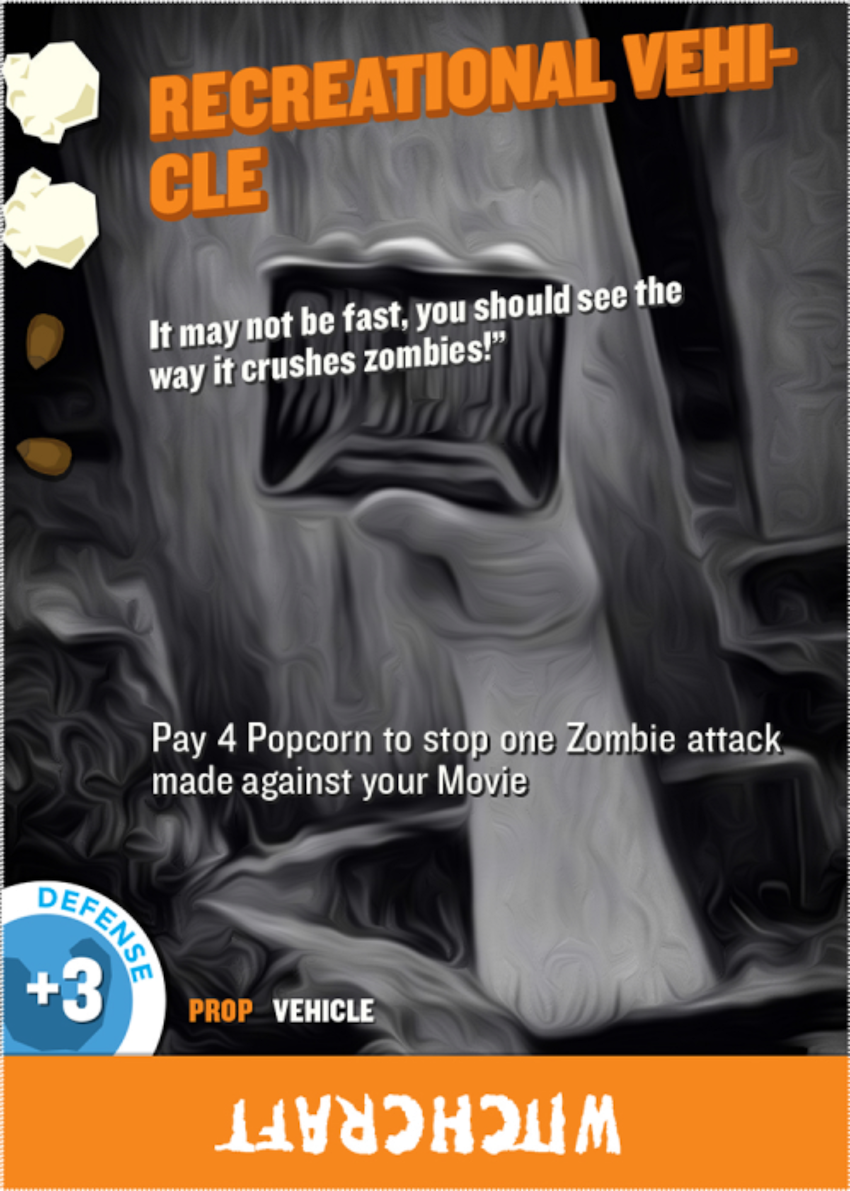 RECREATIONAL VEHI-
CLE
It may not be fast, you should see the
way it crushes zombies!”
Pay 4 Popcorn to stop one Zombie attack
made against your Movie
DEFENSE
+3
PROP VEHICLE
WITCHCRAFT